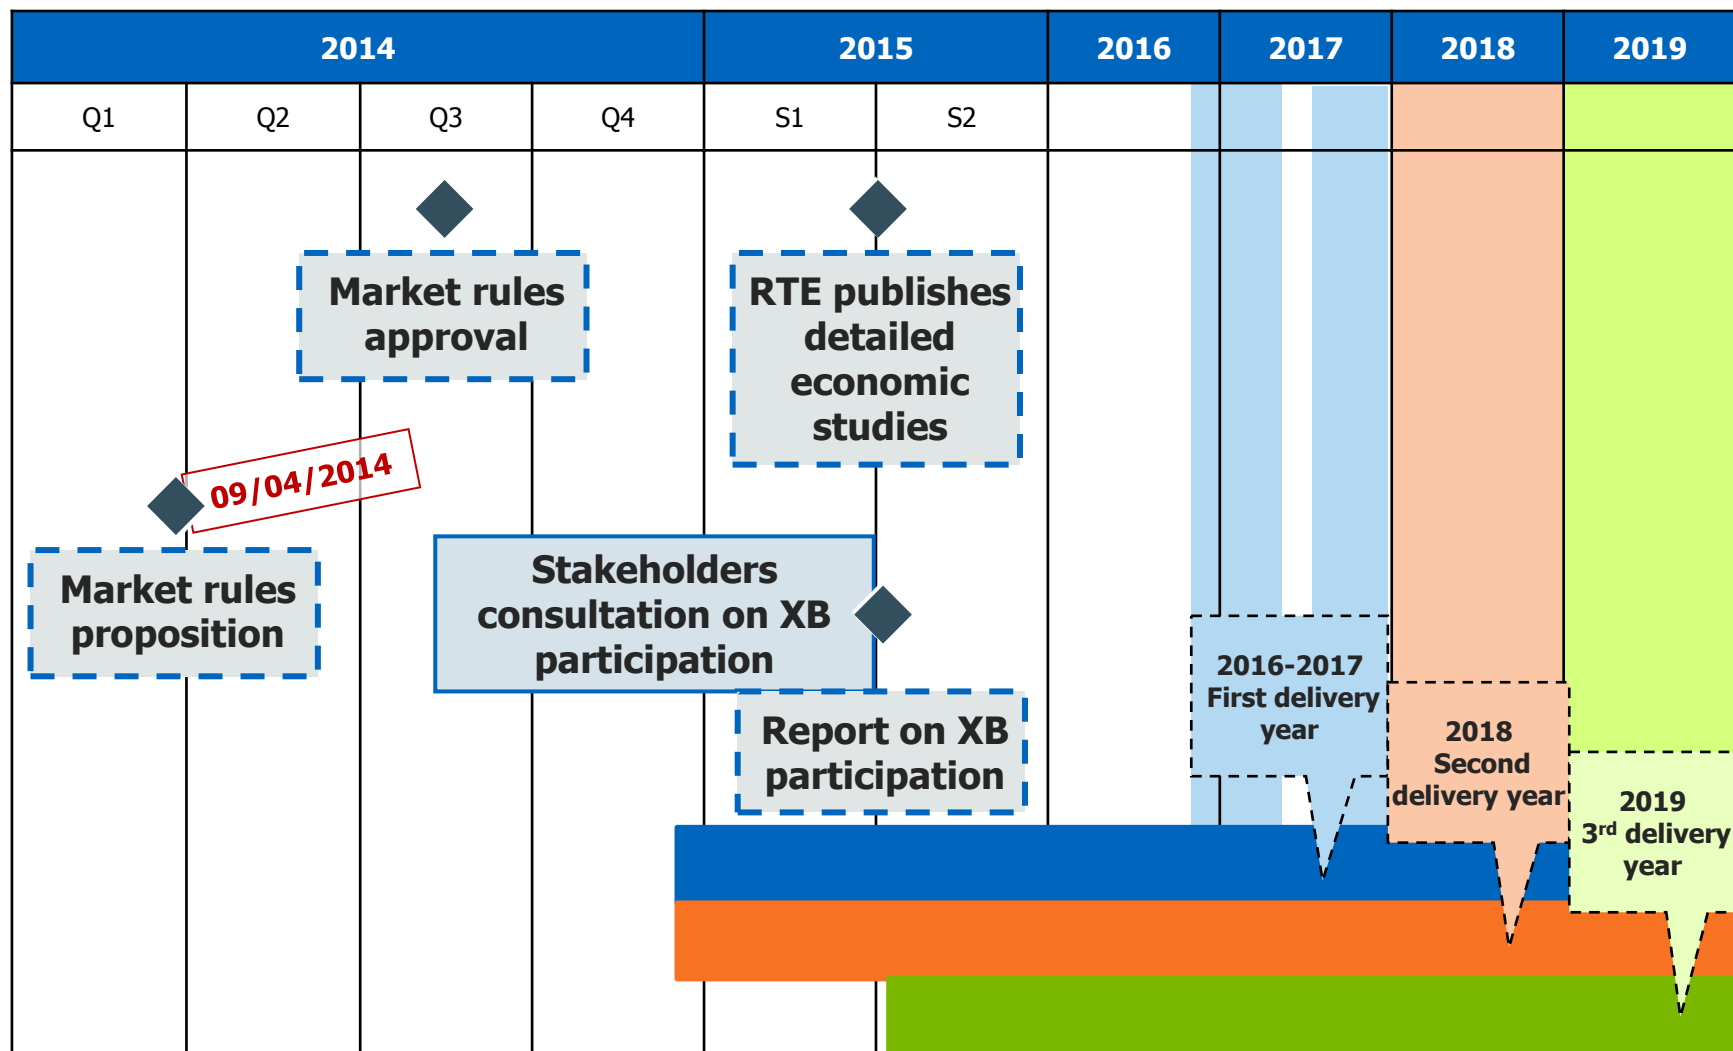 2014 2015 2016 2017 2018 2019
Q1 Q2 Q3 Q4 S1 S2
Market rules
approval
RTE publishes
detailed
economic
studies
09/04/2014
Market rules
proposition
Stakeholders
consultation on XB
participation
Report on XB
participation
2016-2017
First delivery
year
2018
Second
delivery year
2019
3rd delivery
year